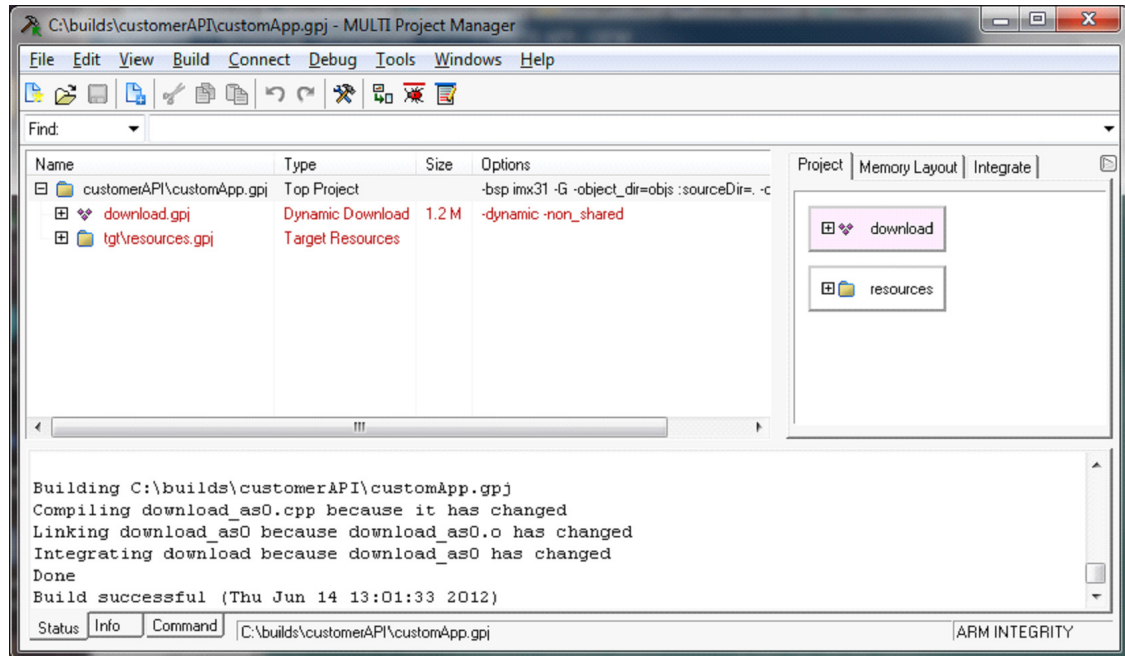 C:\builds\customerAPI\customApp.gpj - MULTI Project Manager
File Edit View Build Connect Debug Tools Windows Help
Find:
Name Type Size Options
customerAPI\customApp.gpj Top Project -bsp imx31 -G -object_dir=objs :sourceDir=. -c
download.gpj Dynamic Download 1.2 M -dynamic -non_shared
tgt\resources.gpj Target Resources
Project Memory Layout Integrate
download
resources
Building C:\builds\customerAPI\customApp.gpj
Compiling download_as0.cpp because it has changed
Linking download_as0 because download_as0.o has changed
Integrating download because download_as0 has changed
Done
Build successful (Thu Jun 14 13:01:33 2012)
Status Info Command C:\builds\customerAPI\customApp.gpj ARM INTEGRITY